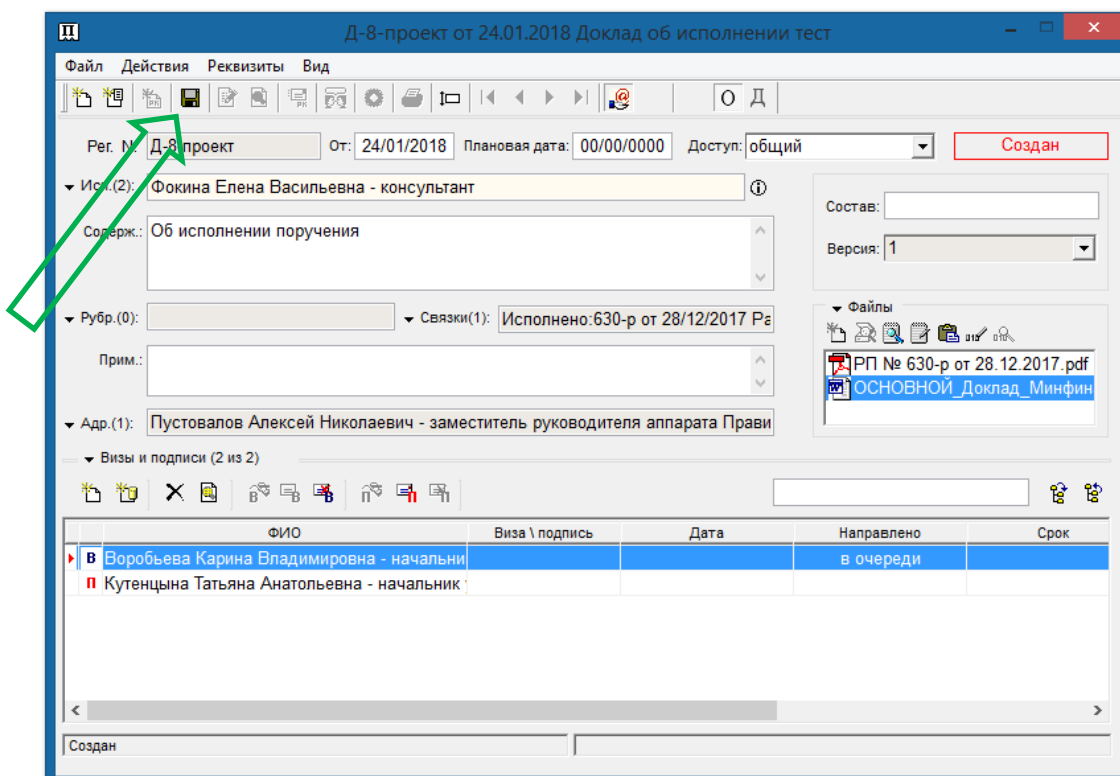 Д-8-проект от 24.01.2018 Доклад об исполнении тест
Файл Действия Реквизиты Вид
О Д
Рег. №: Д-8-проект От: 24/01/2018 Плановая дата: 00/00/0000 Доступ: общий Создан
Исп.(2): Фокина Елена Васильевна - консультант
Состав:
Содерж.: Об исполнении поручения
Версия: 1
Рубр.(0): Связки(1): Исполнено:630-р от 28/12/2017 Ра
Файлы
Прим.:
РП № 630-р от 28.12.2017.pdf
ОСНОВНОЙ_Доклад_Минфин
Адр.(1): Пустовалов Алексей Николаевич - заместитель руководителя аппарата Прави
Визы и подписи (2 из 2)
ФИО Виза \ подпись Дата Направлено Срок
В Воробьева Карина Владимировна - начальни в очереди
П Кутенцына Татьяна Анатольевна - начальник
Создан